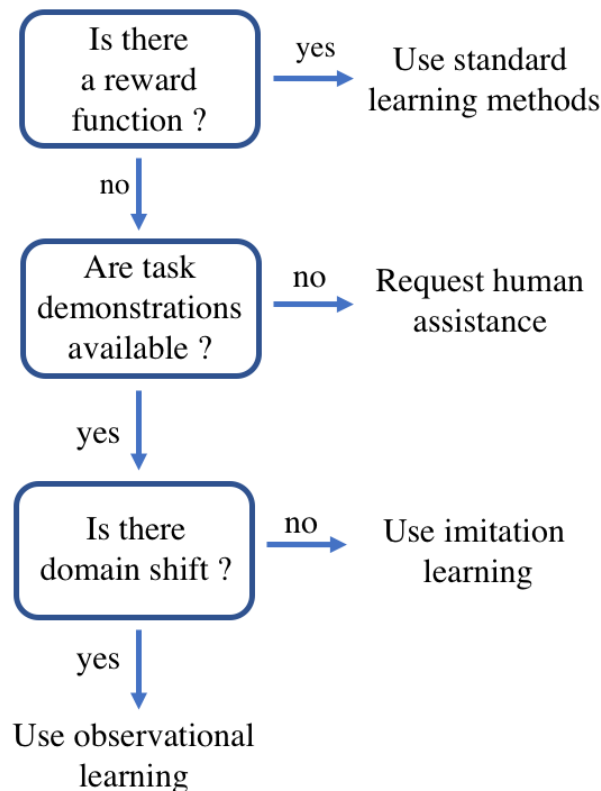 Is there
a reward
function ?
yes
Use standard
learning methods
no
Are task
demonstrations
available ?
no
Request human
assistance
yes
Is there
domain shift ?
no
Use imitation
learning
yes
Use observational
learning